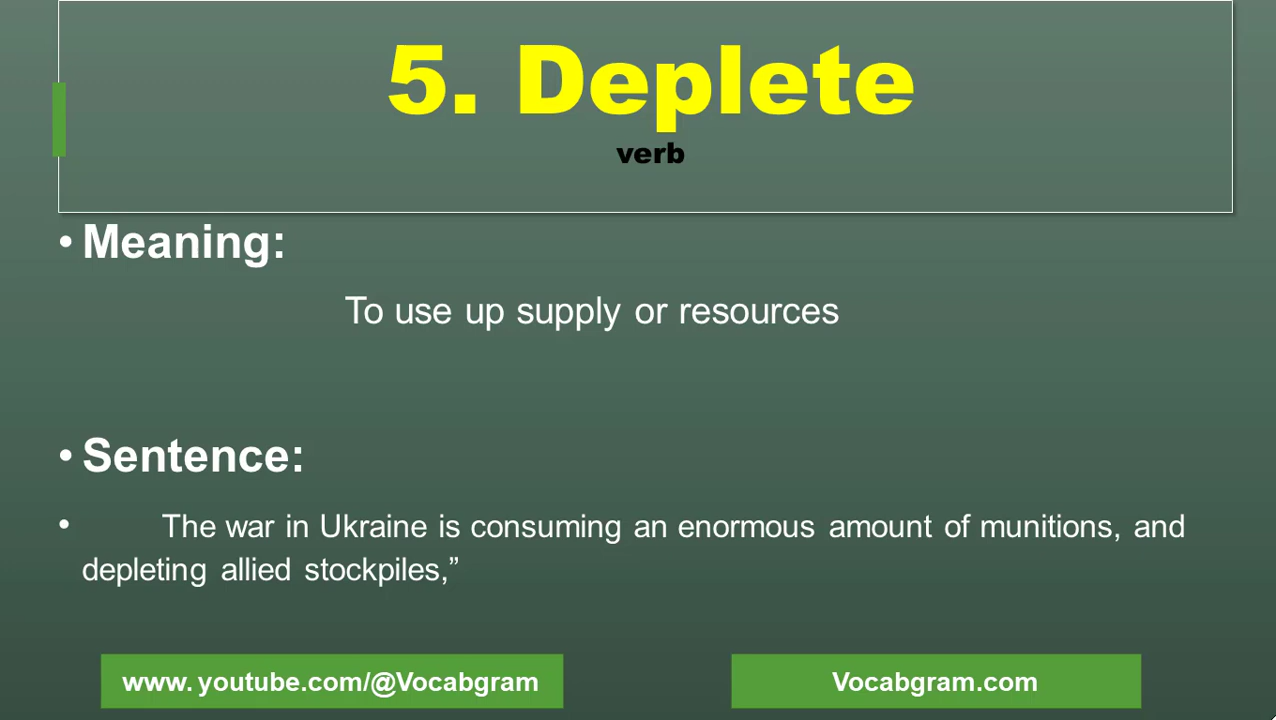 5. Deplete
verb
• Meaning:
To use up supply or resources
• Sentence:
• The war in Ukraine is consuming an enormous amount of munitions, and
depleting allied stockpiles,”
www. youtube.com/@Vocabgram
Vocabgram.com